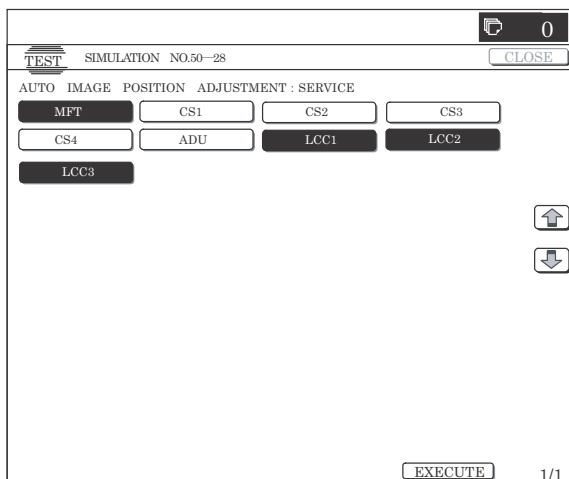 0
TEST SIMULATION NO.50—28 CLOSE
AUTO IMAGE POSITION ADJUSTMENT : SERVICE
MFT CS1 CS2 CS3
CS4 ADU LCC1 LCC2
LCC3
EXECUTE 1/1